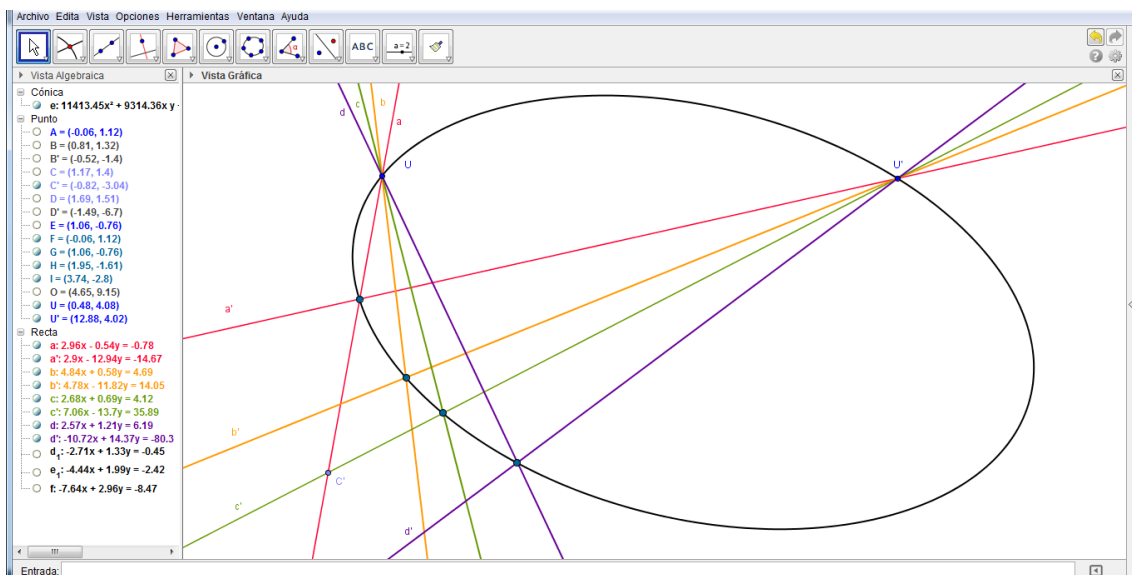 Archivo Edita Vista Opciones Herramientas Ventana Ayuda
ABC
a=2
Vista Algebraica
Vista Gráfica
Cónica
e: 11413.45x² + 9314.36x y
Punto
A = (-0.06, 1.12)
B = (0.81, 1.32)
B' = (-0.52, -1.4)
C = (1.17, 1.4)
C' = (-0.82, -3.04)
D = (1.69, 1.51)
D' = (-1.49, -6.7)
E = (1.06, -0.76)
F = (-0.06, 1.12)
G = (1.06, -0.76)
H = (1.95, -1.61)
I = (3.74, -2.8)
O = (4.65, 9.15)
U = (0.48, 4.08)
U' = (12.88, 4.02)
Recta
a: 2.96x - 0.54y = -0.78
a': 2.9x - 12.94y = -14.67
b: 4.84x + 0.58y = 4.69
b': 4.78x - 11.82y = 14.05
c: 2.68x + 0.69y = 4.12
c': 7.06x - 13.7y = 35.89
d: 2.57x + 1.21y = 6.19
d': -10.72x + 14.37y = -80.3
d₁: -2.71x + 1.33y = -0.45
e₁: -4.44x + 1.99y = -2.42
f: -7.64x + 2.96y = -8.47
d
c
b
a
U
U'
a'
b'
C'
c'
d'
Entrada: